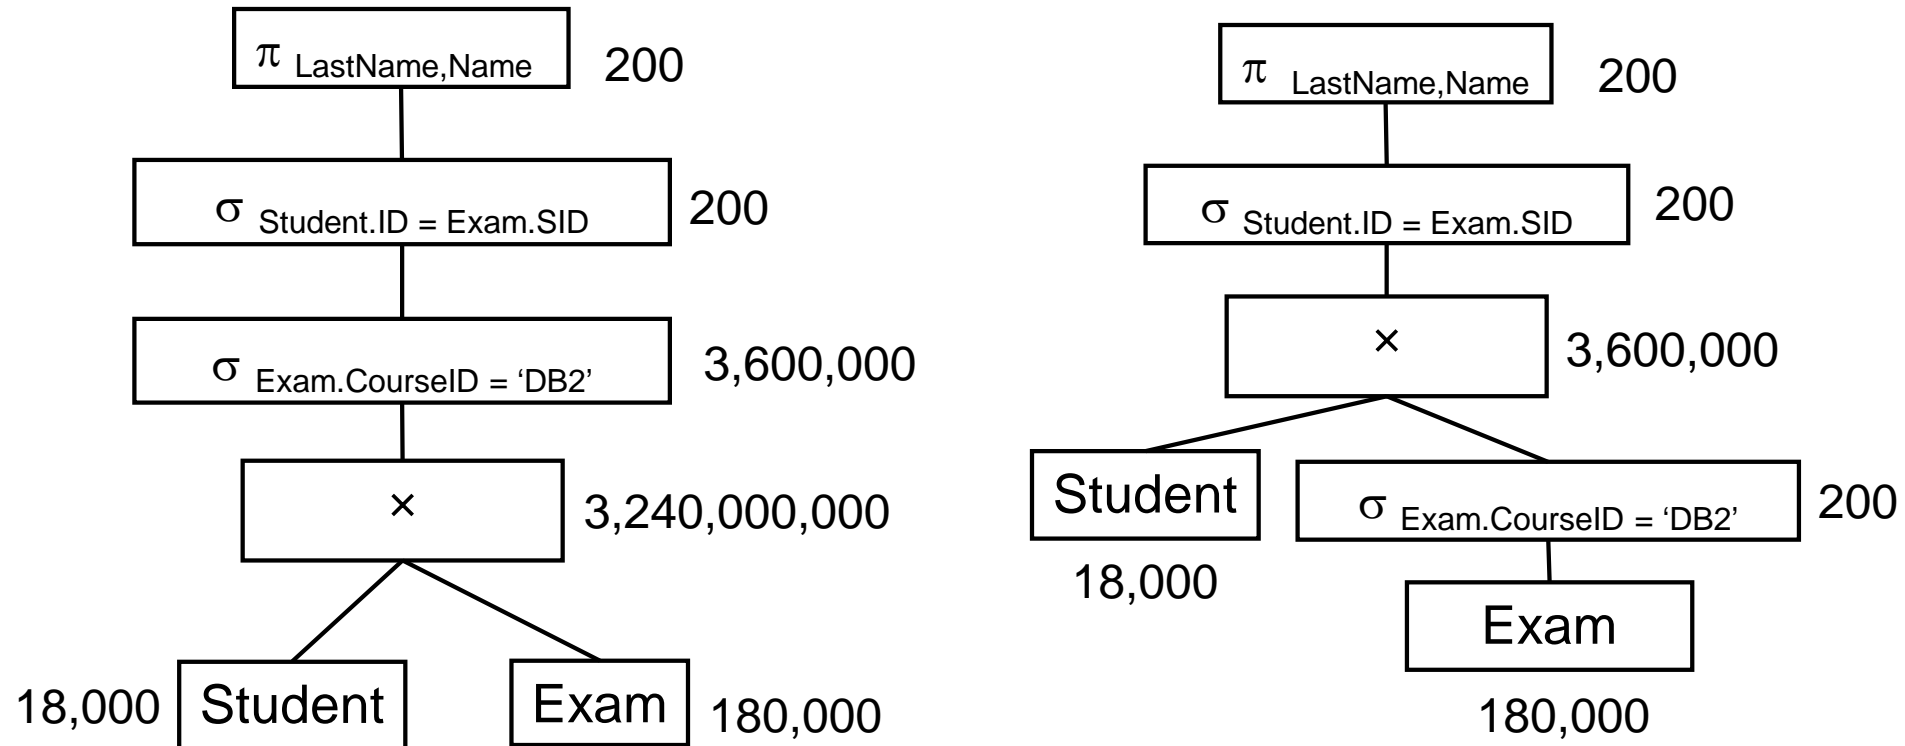 π LastName,Name 200
σ Student.ID = Exam.SID 200
σ Exam.CourseID = ‘DB2’ 3,600,000
× 3,240,000,000
18,000 Student Exam 180,000
π LastName,Name 200
σ Student.ID = Exam.SID 200
× 3,600,000
Student σ Exam.CourseID = ‘DB2’ 200
18,000
Exam
180,000